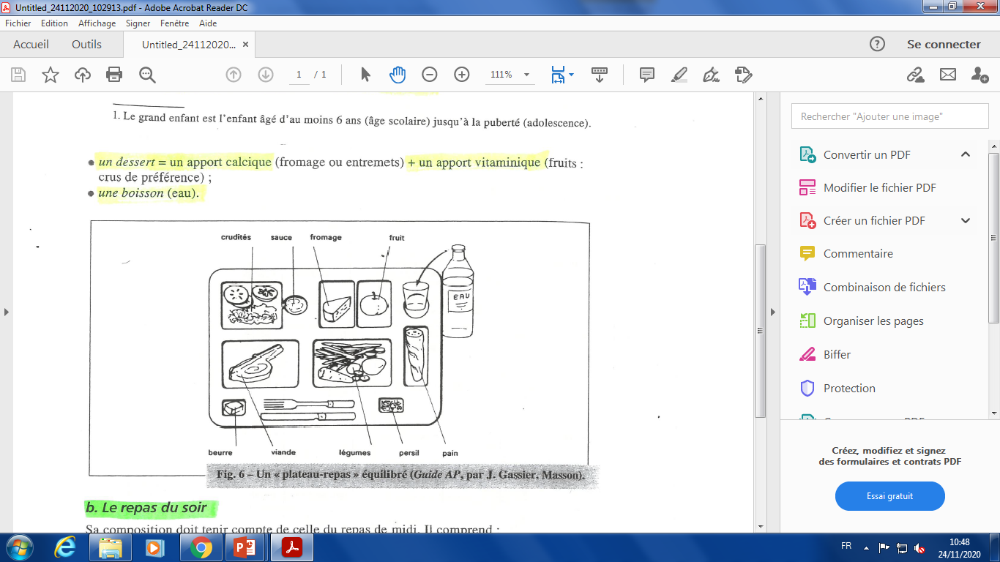 Untitled_24112020_102913.pdf - Adobe Acrobat Reader DC
Fichier Edition Affichage Signer Fenêtre Aide
Accueil Outils Untitled_24112020... × Se connecter
1 / 1 111%
1. Le grand enfant est l'enfant âgé d'au moins 6 ans (âge scolaire) jusqu'à la puberté (adolescence).
• un dessert = un apport calcique (fromage ou entremets) + un apport vitaminique (fruits :
crus de préférence) ;
• une boisson (eau).
crudités sauce fromage fruit
EAU
beurre viande légumes persil pain
Fig. 6 – Un « plateau-repas » équilibré (Guide AP, par J. Gassier. Masson).
b. Le repas du soir
Sa composition doit tenir compte de celle du repas de midi. Il comprend :
Rechercher "Ajouter une image"
Convertir un PDF
Modifier le fichier PDF
Créer un fichier PDF
Commentaire
Combinaison de fichiers
Organiser les pages
Biffer
Protection
Créez, modifiez et signez
des formulaires et contrats PDF
Essai gratuit
FR
10:48
24/11/2020